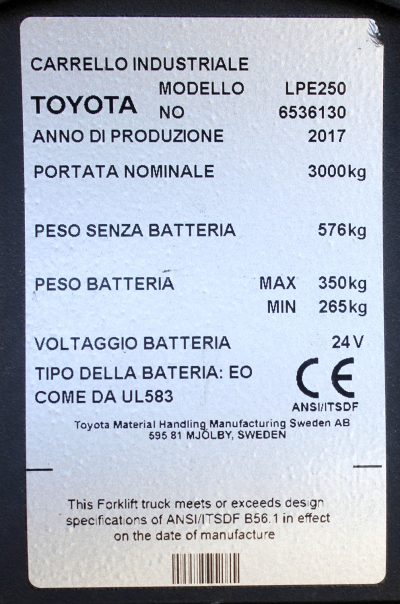 CARRELLO INDUSTRIALE
MODELLO LPE250
TOYOTA NO 6536130
ANNO DI PRODUZIONE 2017
PORTATA NOMINALE 3000kg
PESO SENZA BATTERIA 576kg
PESO BATTERIA MAX 350kg
MIN 265kg
VOLTAGGIO BATTERIA 24V
TIPO DELLA BATERIA: EO
COME DA UL583
CE
ANSI/ITSDF
Toyota Material Handling Manufacturing Sweden AB
595 81 MJÖLBY, SWEDEN
This Forklift truck meets or exceeds design
specifications of ANSI/ITSDF B56.1 in effect
on the date of manufacture